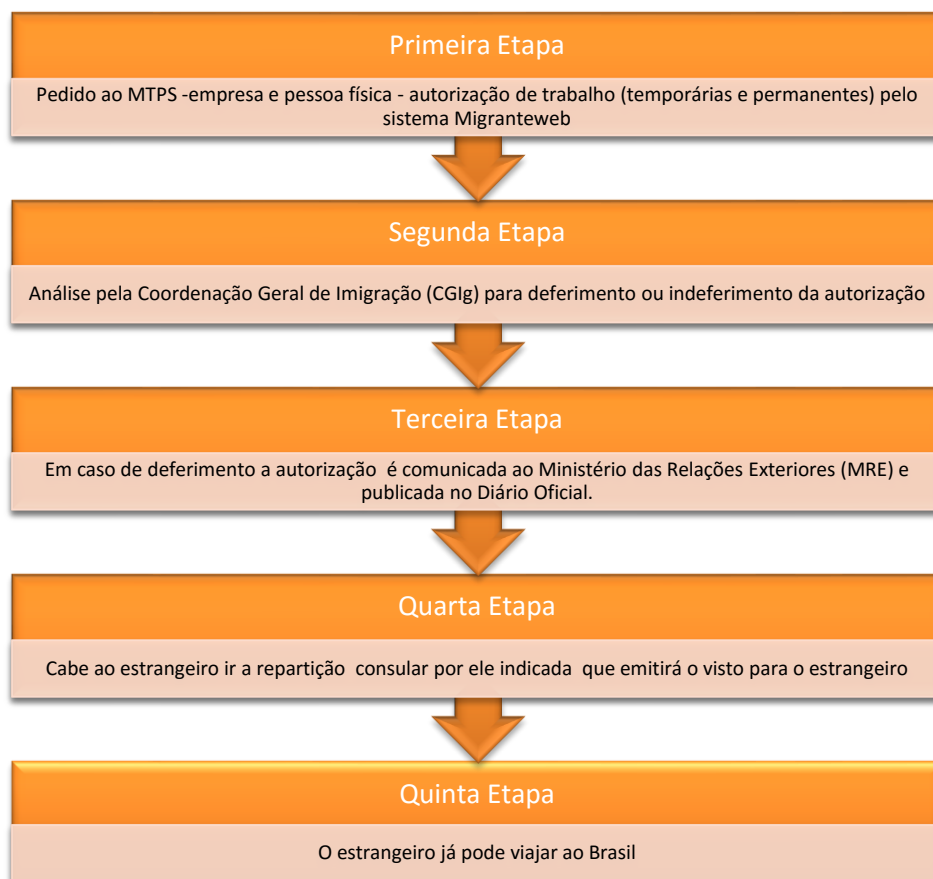 Primeira Etapa
Pedido ao MTPS -empresa e pessoa física - autorização de trabalho (temporárias e permanentes) pelo
sistema Migranteweb
Segunda Etapa
Análise pela Coordenação Geral de Imigração (CGIg) para deferimento ou indeferimento da autorização
Terceira Etapa
Em caso de deferimento a autorização é comunicada ao Ministério das Relações Exteriores (MRE) e
publicada no Diário Oficial.
Quarta Etapa
Cabe ao estrangeiro ir a repartição consular por ele indicada que emitirá o visto para o estrangeiro
Quinta Etapa
O estrangeiro já pode viajar ao Brasil